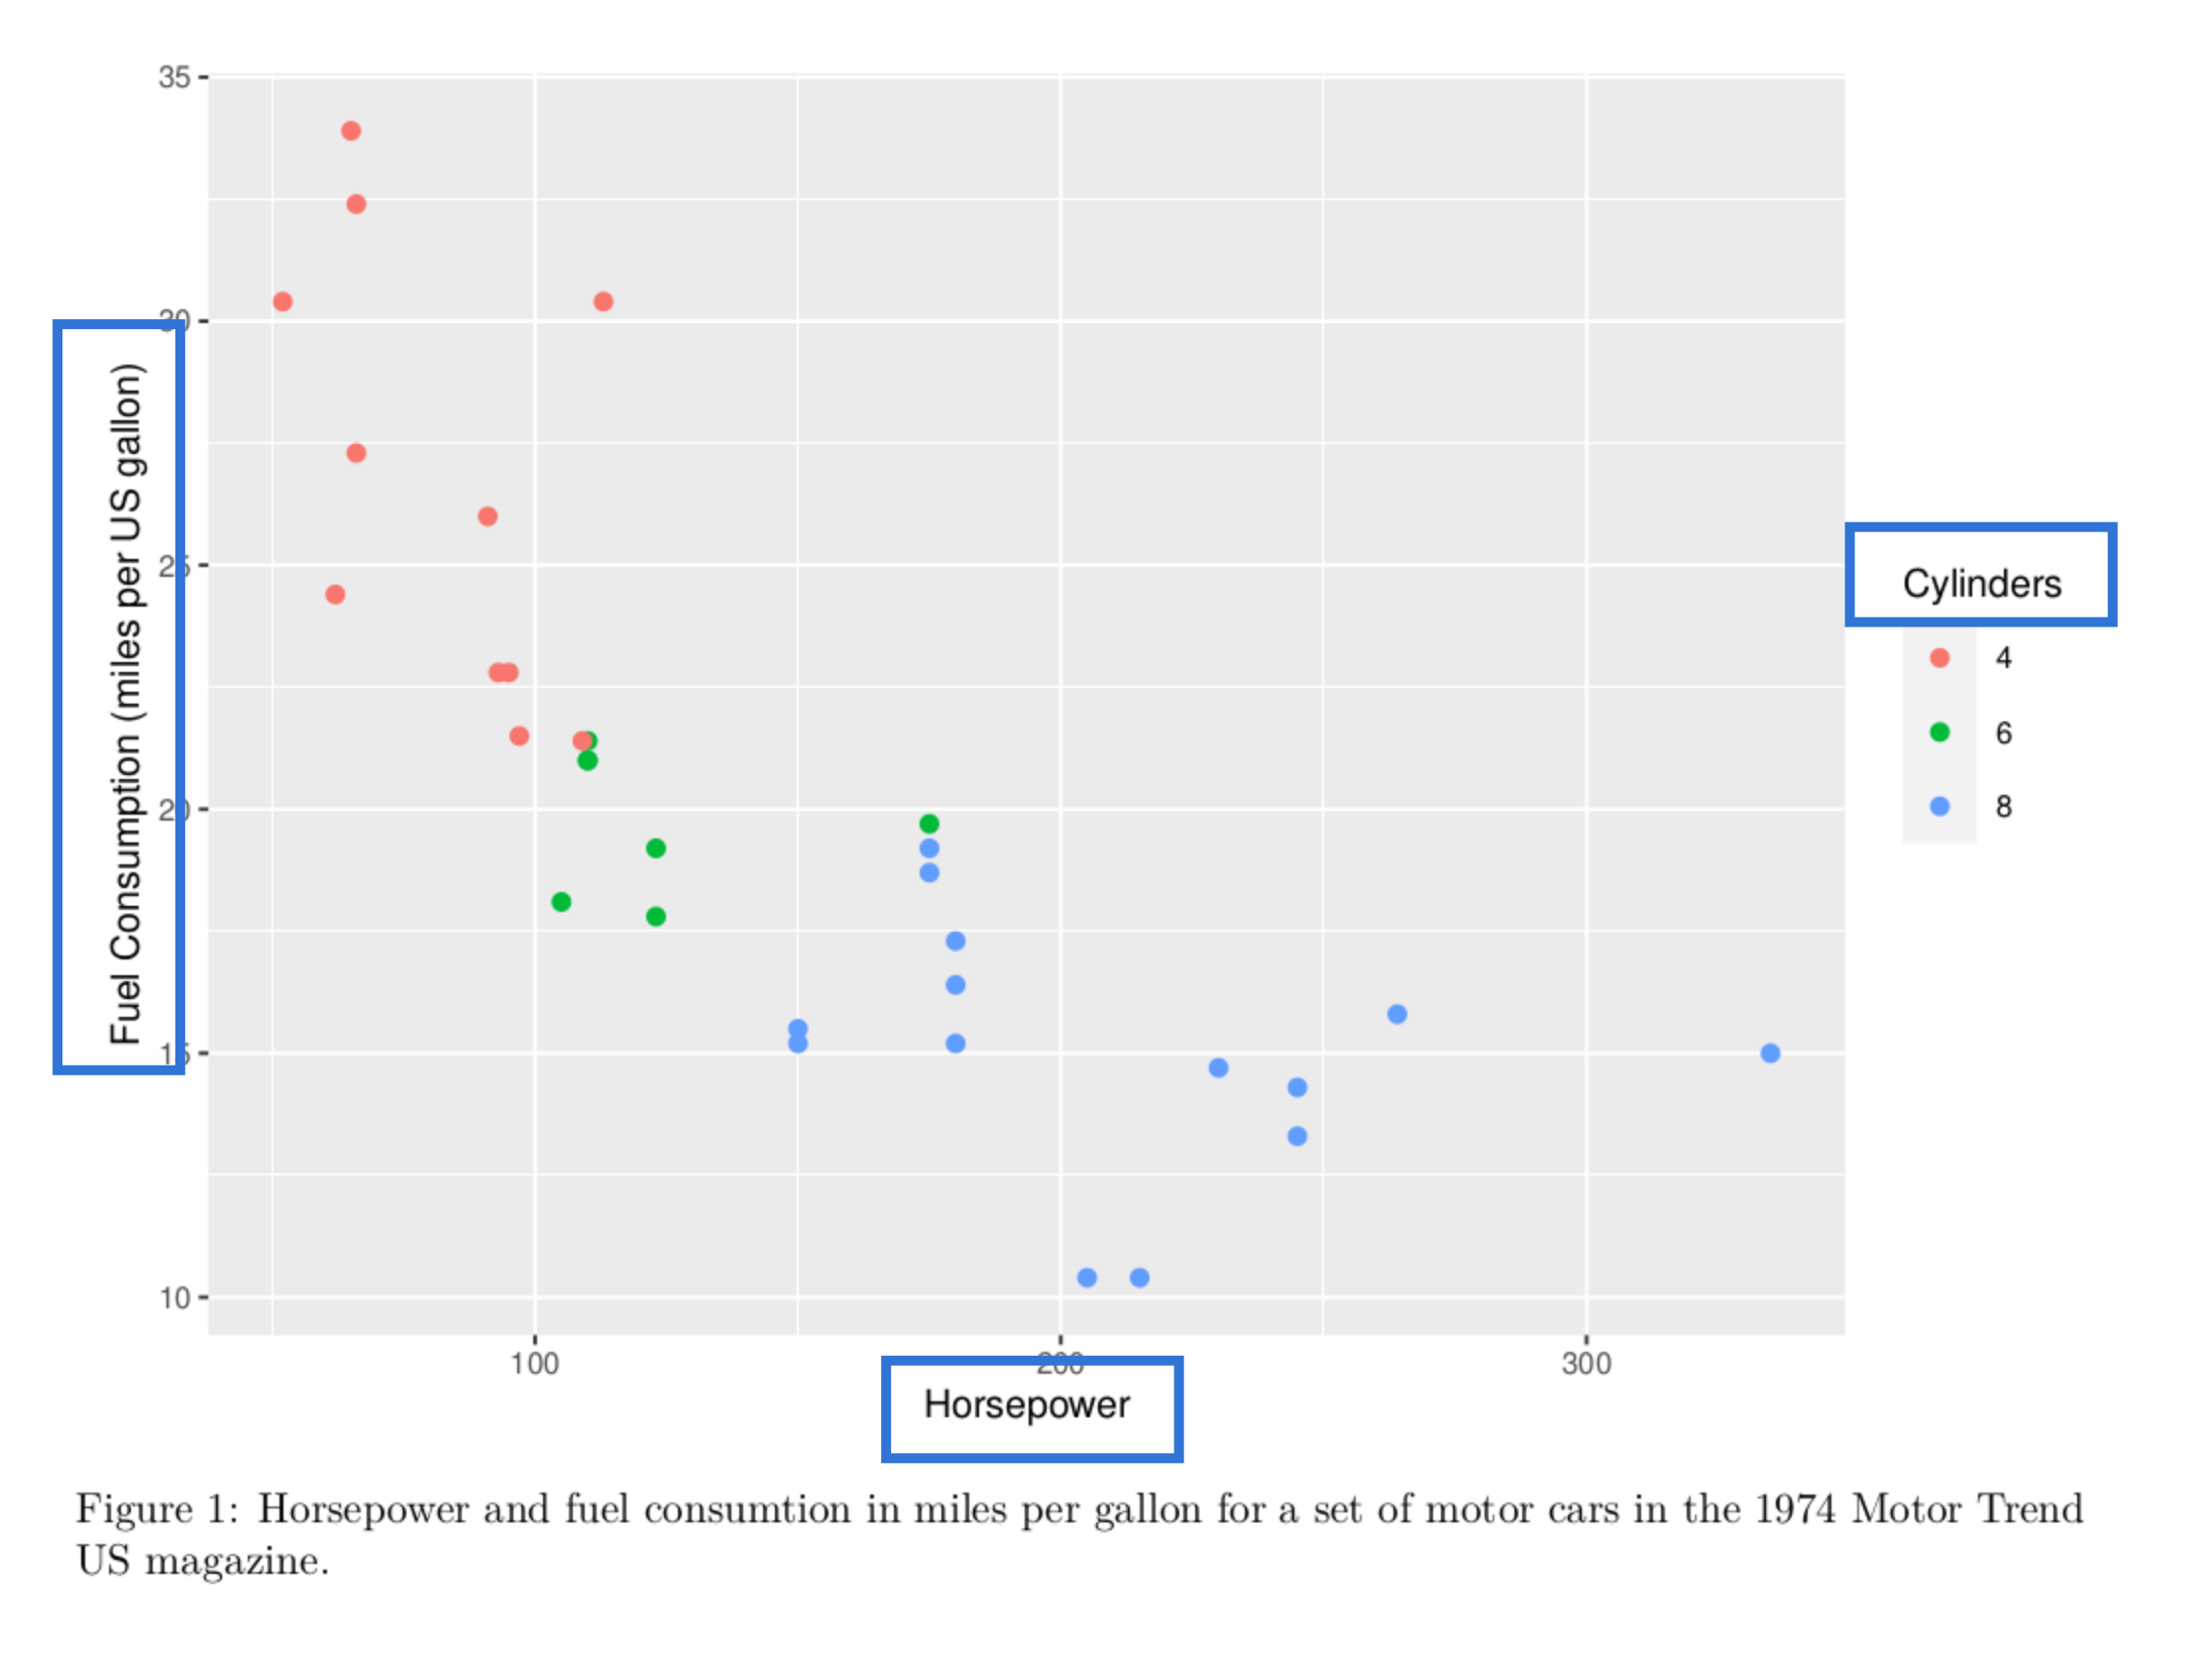 35
30
25
20
15
10
Fuel Consumption (miles per US gallon)
100
200
300
Horsepower
Cylinders
4
6
8
Figure 1: Horsepower and fuel consumtion in miles per gallon for a set of motor cars in the 1974 Motor Trend
US magazine.